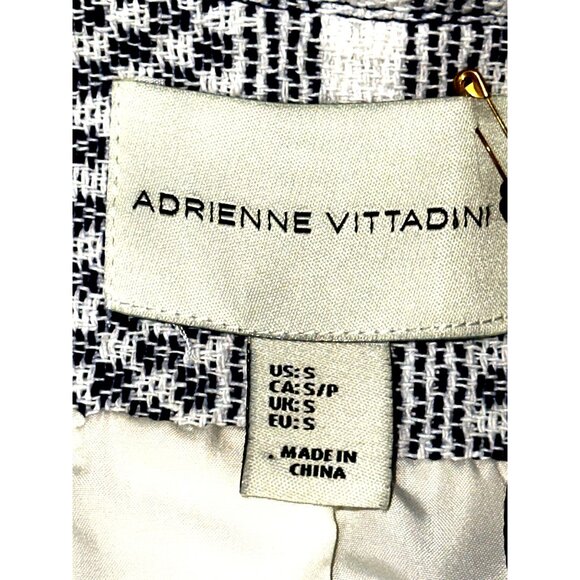 ADRIENNE VITTADINI
US: S
CA: S/P
UK: S
EU: S
. MADE IN
CHINA